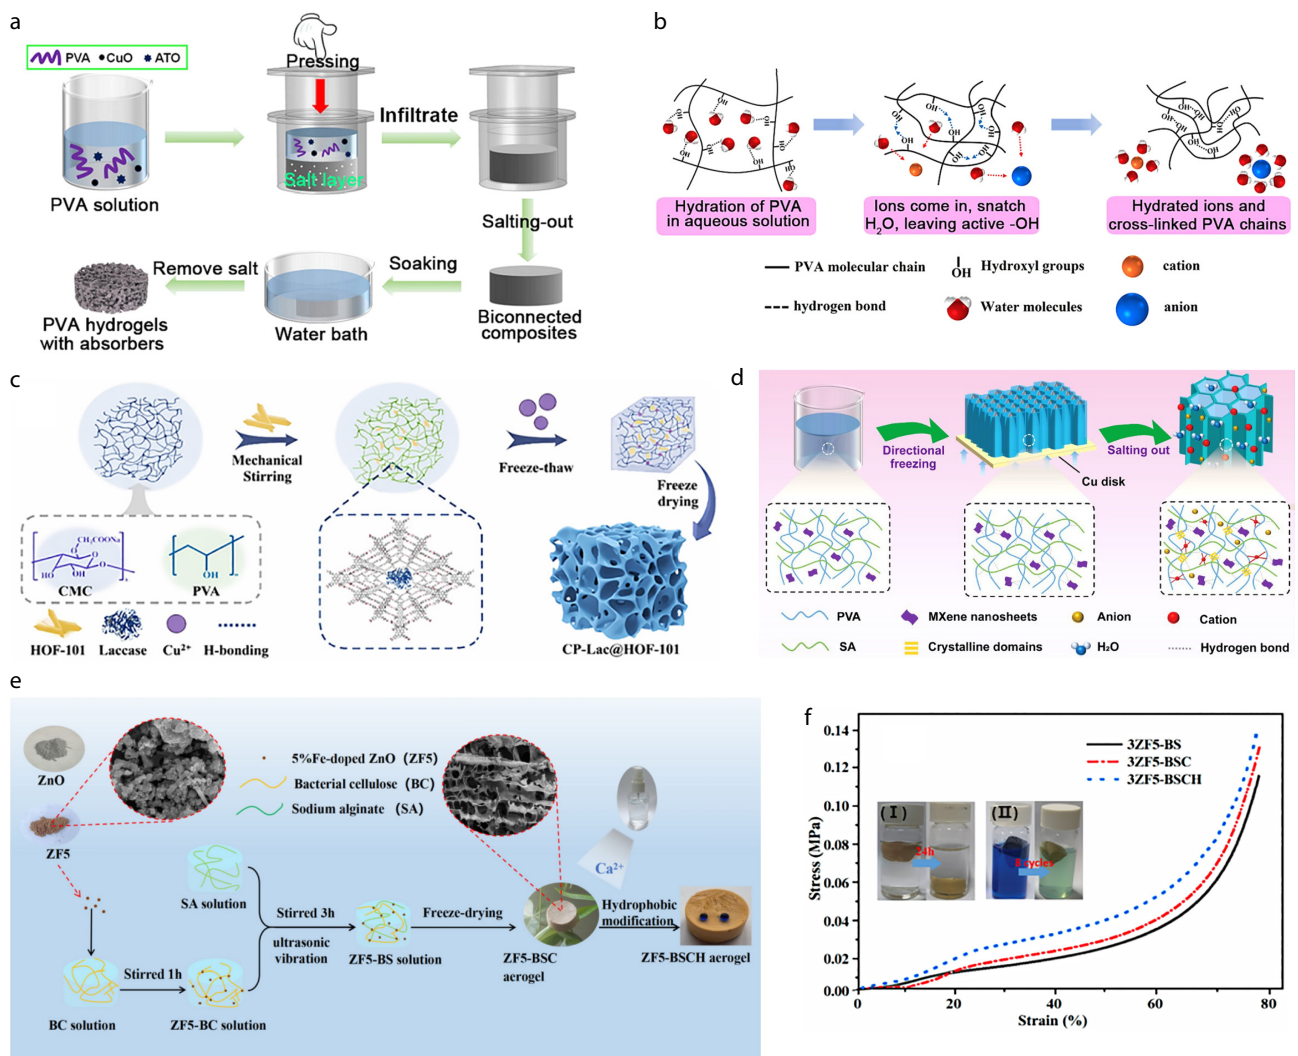 a
PVA CuO ATO
PVA solution
Pressing
Salt layer
Infiltrate
Salting-out
Biconnected
composites
Soaking
Water bath
Remove salt
PVA hydrogels
with absorbers
b
OH
Hydration of PVA
in aqueous solution
Ions come in, snatch
H₂O, leaving active -OH
Hydrated ions and
cross-linked PVA chains
PVA molecular chain
OH
Hydroxyl groups
cation
hydrogen bond
Water molecules
anion
c
Mechanical
Stirring
Freeze-thaw
Freeze
drying
CH₂COONa
O
HO OH
n
CMC
OH
n
PVA
HOF-101 Laccase Cu²⁺ H-bonding
CP-Lac@HOF-101
d
Directional
freezing
Cu disk
Salting out
PVA
MXene nanosheets
Anion
Cation
SA
Crystalline domains
H₂O
Hydrogen bond
e
ZnO
ZF5
5%Fe-doped ZnO (ZF5)
Bacterial cellulose (BC)
Sodium alginate (SA)
Ca²⁺
SA solution
Stirred 3h
ultrasonic
vibration
Stirred 1h
BC solution
ZF5-BC solution
ZF5-BS solution
Freeze-drying
ZF5-BSC
aerogel
Hydrophobic
modification
ZF5-BSCH aerogel
f
3ZF5-BS
3ZF5-BSC
3ZF5-BSCH
(I)
24h
(II)
8 cycles
Stress (MPa)
0.14
0.12
0.10
0.08
0.06
0.04
0.02
0.00
0 20 40 60 80
Strain (%)